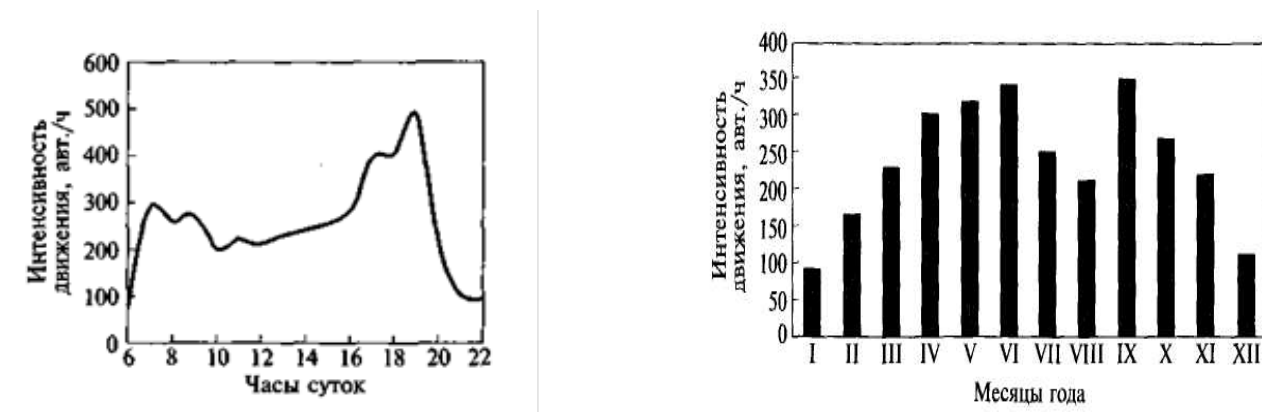 Интенсивность
движения, авт./ч
600
500
400
300
200
100
0
6 8 10 12 14 16 18 20 22
Часы суток
Интенсивность
движения, авт./ч
400
350
300
250
200
150
100
50
0
I II III IV V VI VII VIII IX X XI XII
Месяцы года